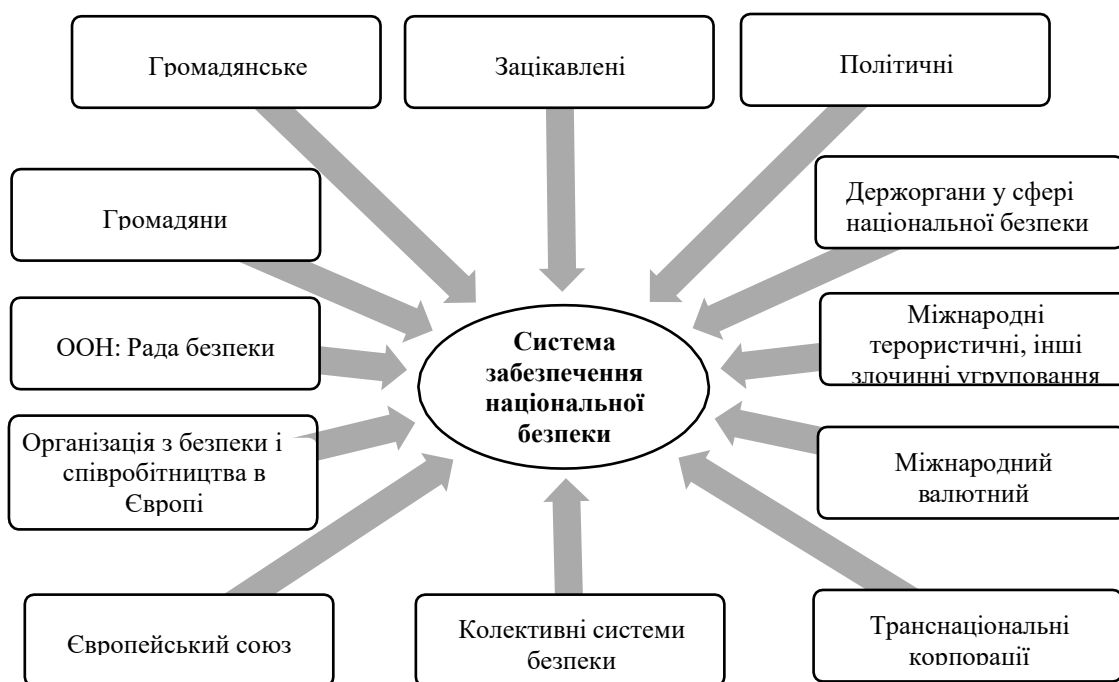 Громадянське
Зацікавлені
Політичні
Громадяни
Держоргани у сфері
національної безпеки
ООН: Рада безпеки
Система
забезпечення
національної
безпеки
Міжнародні
терористичні, інші
злочинні угруповання
Організація з безпеки і
співробітництва в
Європі
Міжнародний
валютний
Європейський союз
Колективні системи
безпеки
Транснаціональні
корпорації